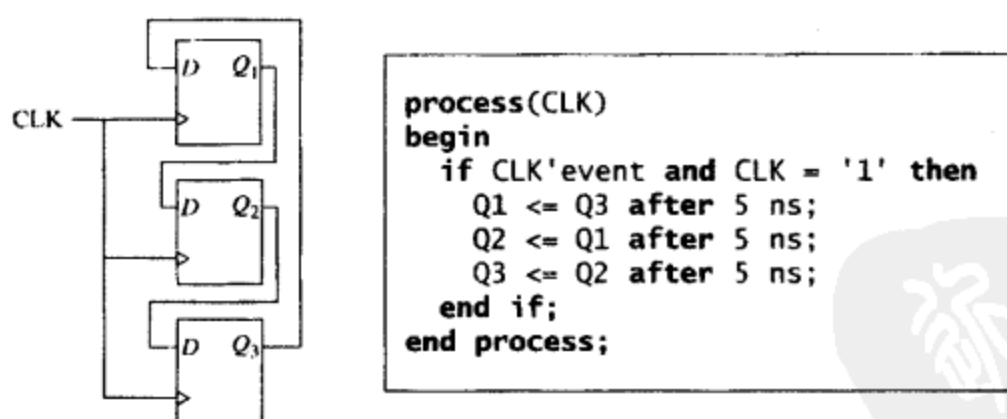 D Q1
CLK
D Q2
D Q3
process(CLK)
begin
if CLK'event and CLK = '1' then
Q1 <= Q3 after 5 ns;
Q2 <= Q1 after 5 ns;
Q3 <= Q2 after 5 ns;
end if;
end process;